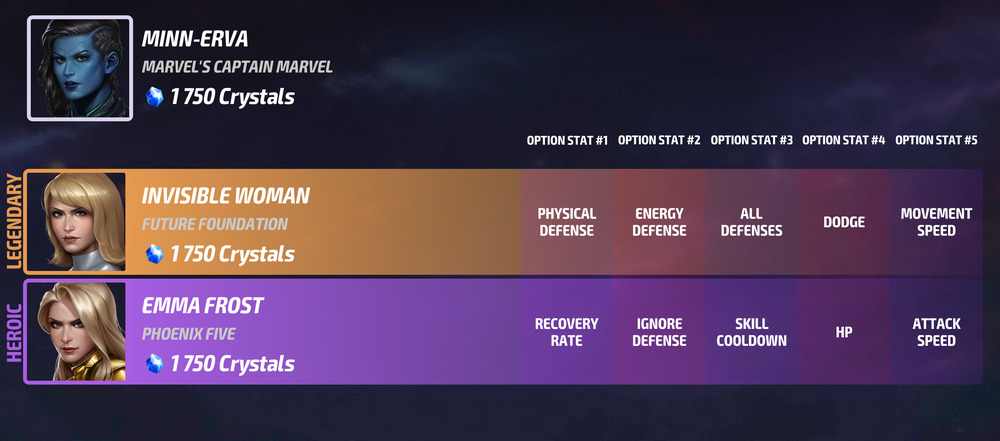 MINN-ERVA
MARVEL'S CAPTAIN MARVEL
1 750 Crystals
OPTION STAT #1 OPTION STAT #2 OPTION STAT #3 OPTION STAT #4 OPTION STAT #5
LEGENDARY
INVISIBLE WOMAN
FUTURE FOUNDATION
1 750 Crystals
PHYSICAL
DEFENSE
ENERGY
DEFENSE
ALL
DEFENSES
DODGE
MOVEMENT
SPEED
HEROIC
EMMA FROST
PHOENIX FIVE
1 750 Crystals
RECOVERY
RATE
IGNORE
DEFENSE
SKILL
COOLDOWN
HP
ATTACK
SPEED